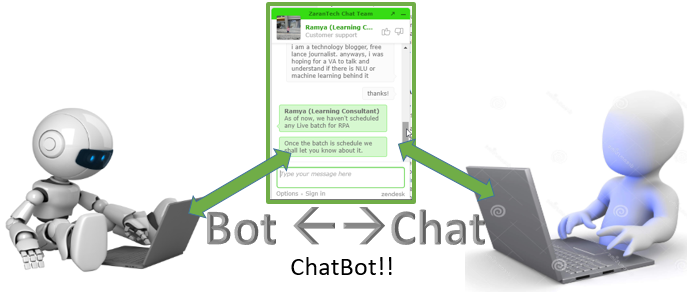 ZaranTech Chat Team
Ramya (Learning C...
Customer support
I am a technology blogger, free
lance journalist. anyways, i was
hoping for a VA to talk and
understand if there is NLU or
machine learning behind it
thanks!
Ramya (Learning Consultant)
As of now, we haven't scheduled
any Live batch for RPA
Once the batch is schedule we
shall let you know about it.
Type your message here
Options • Sign in
zendesk
Bot ←→Chat
ChatBot!!